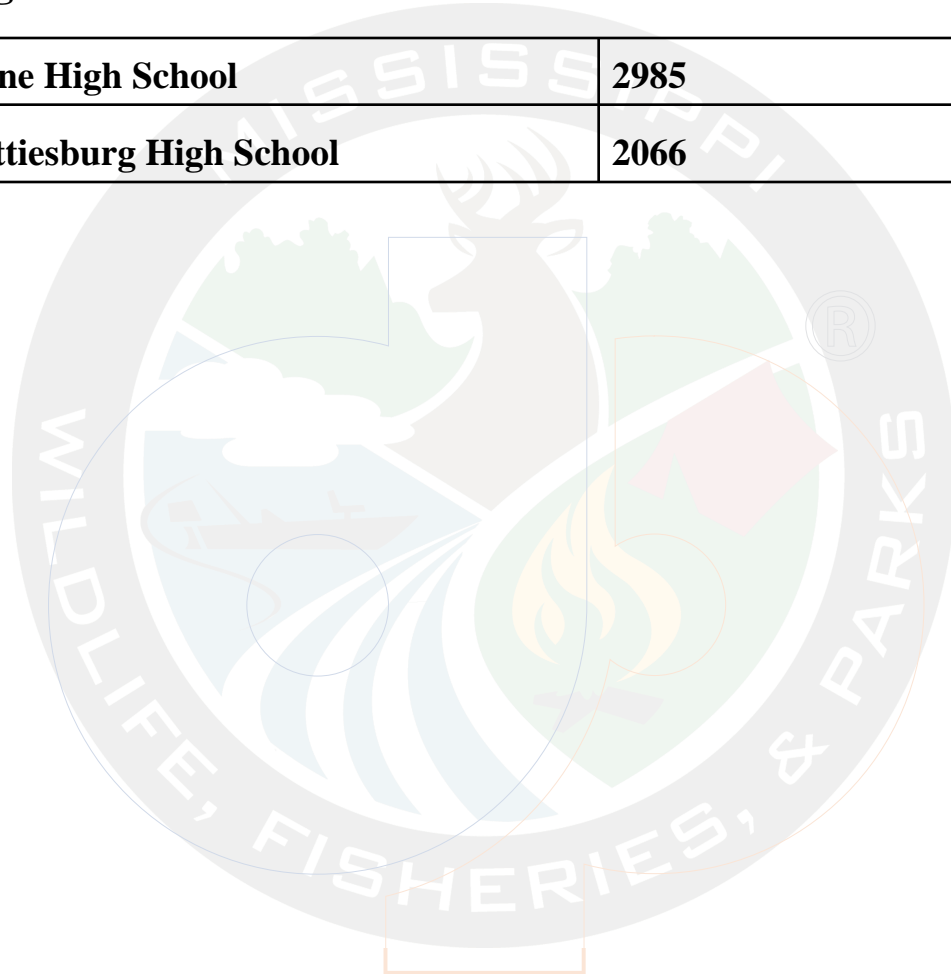 ne High School 2985
ttiesburg High School 2066
MISSISSIPPI
®
WILDLIFE, FISHERIES, & PARKS